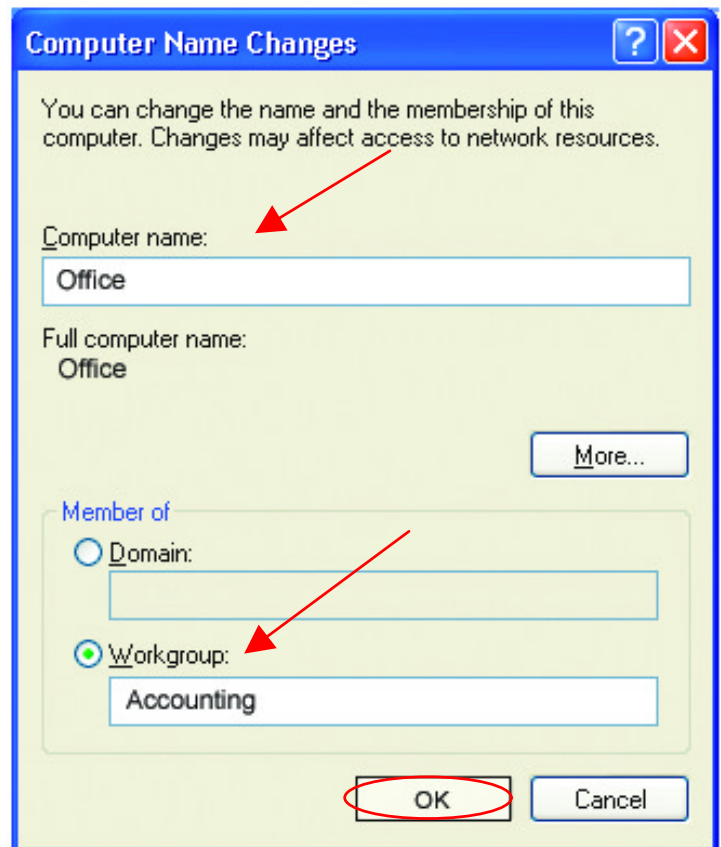 Computer Name Changes
?
You can change the name and the membership of this
computer. Changes may affect access to network resources.
Computer name:
Office
Full computer name:
Office
More...
Member of
Domain:
Workgroup:
Accounting
OK
Cancel